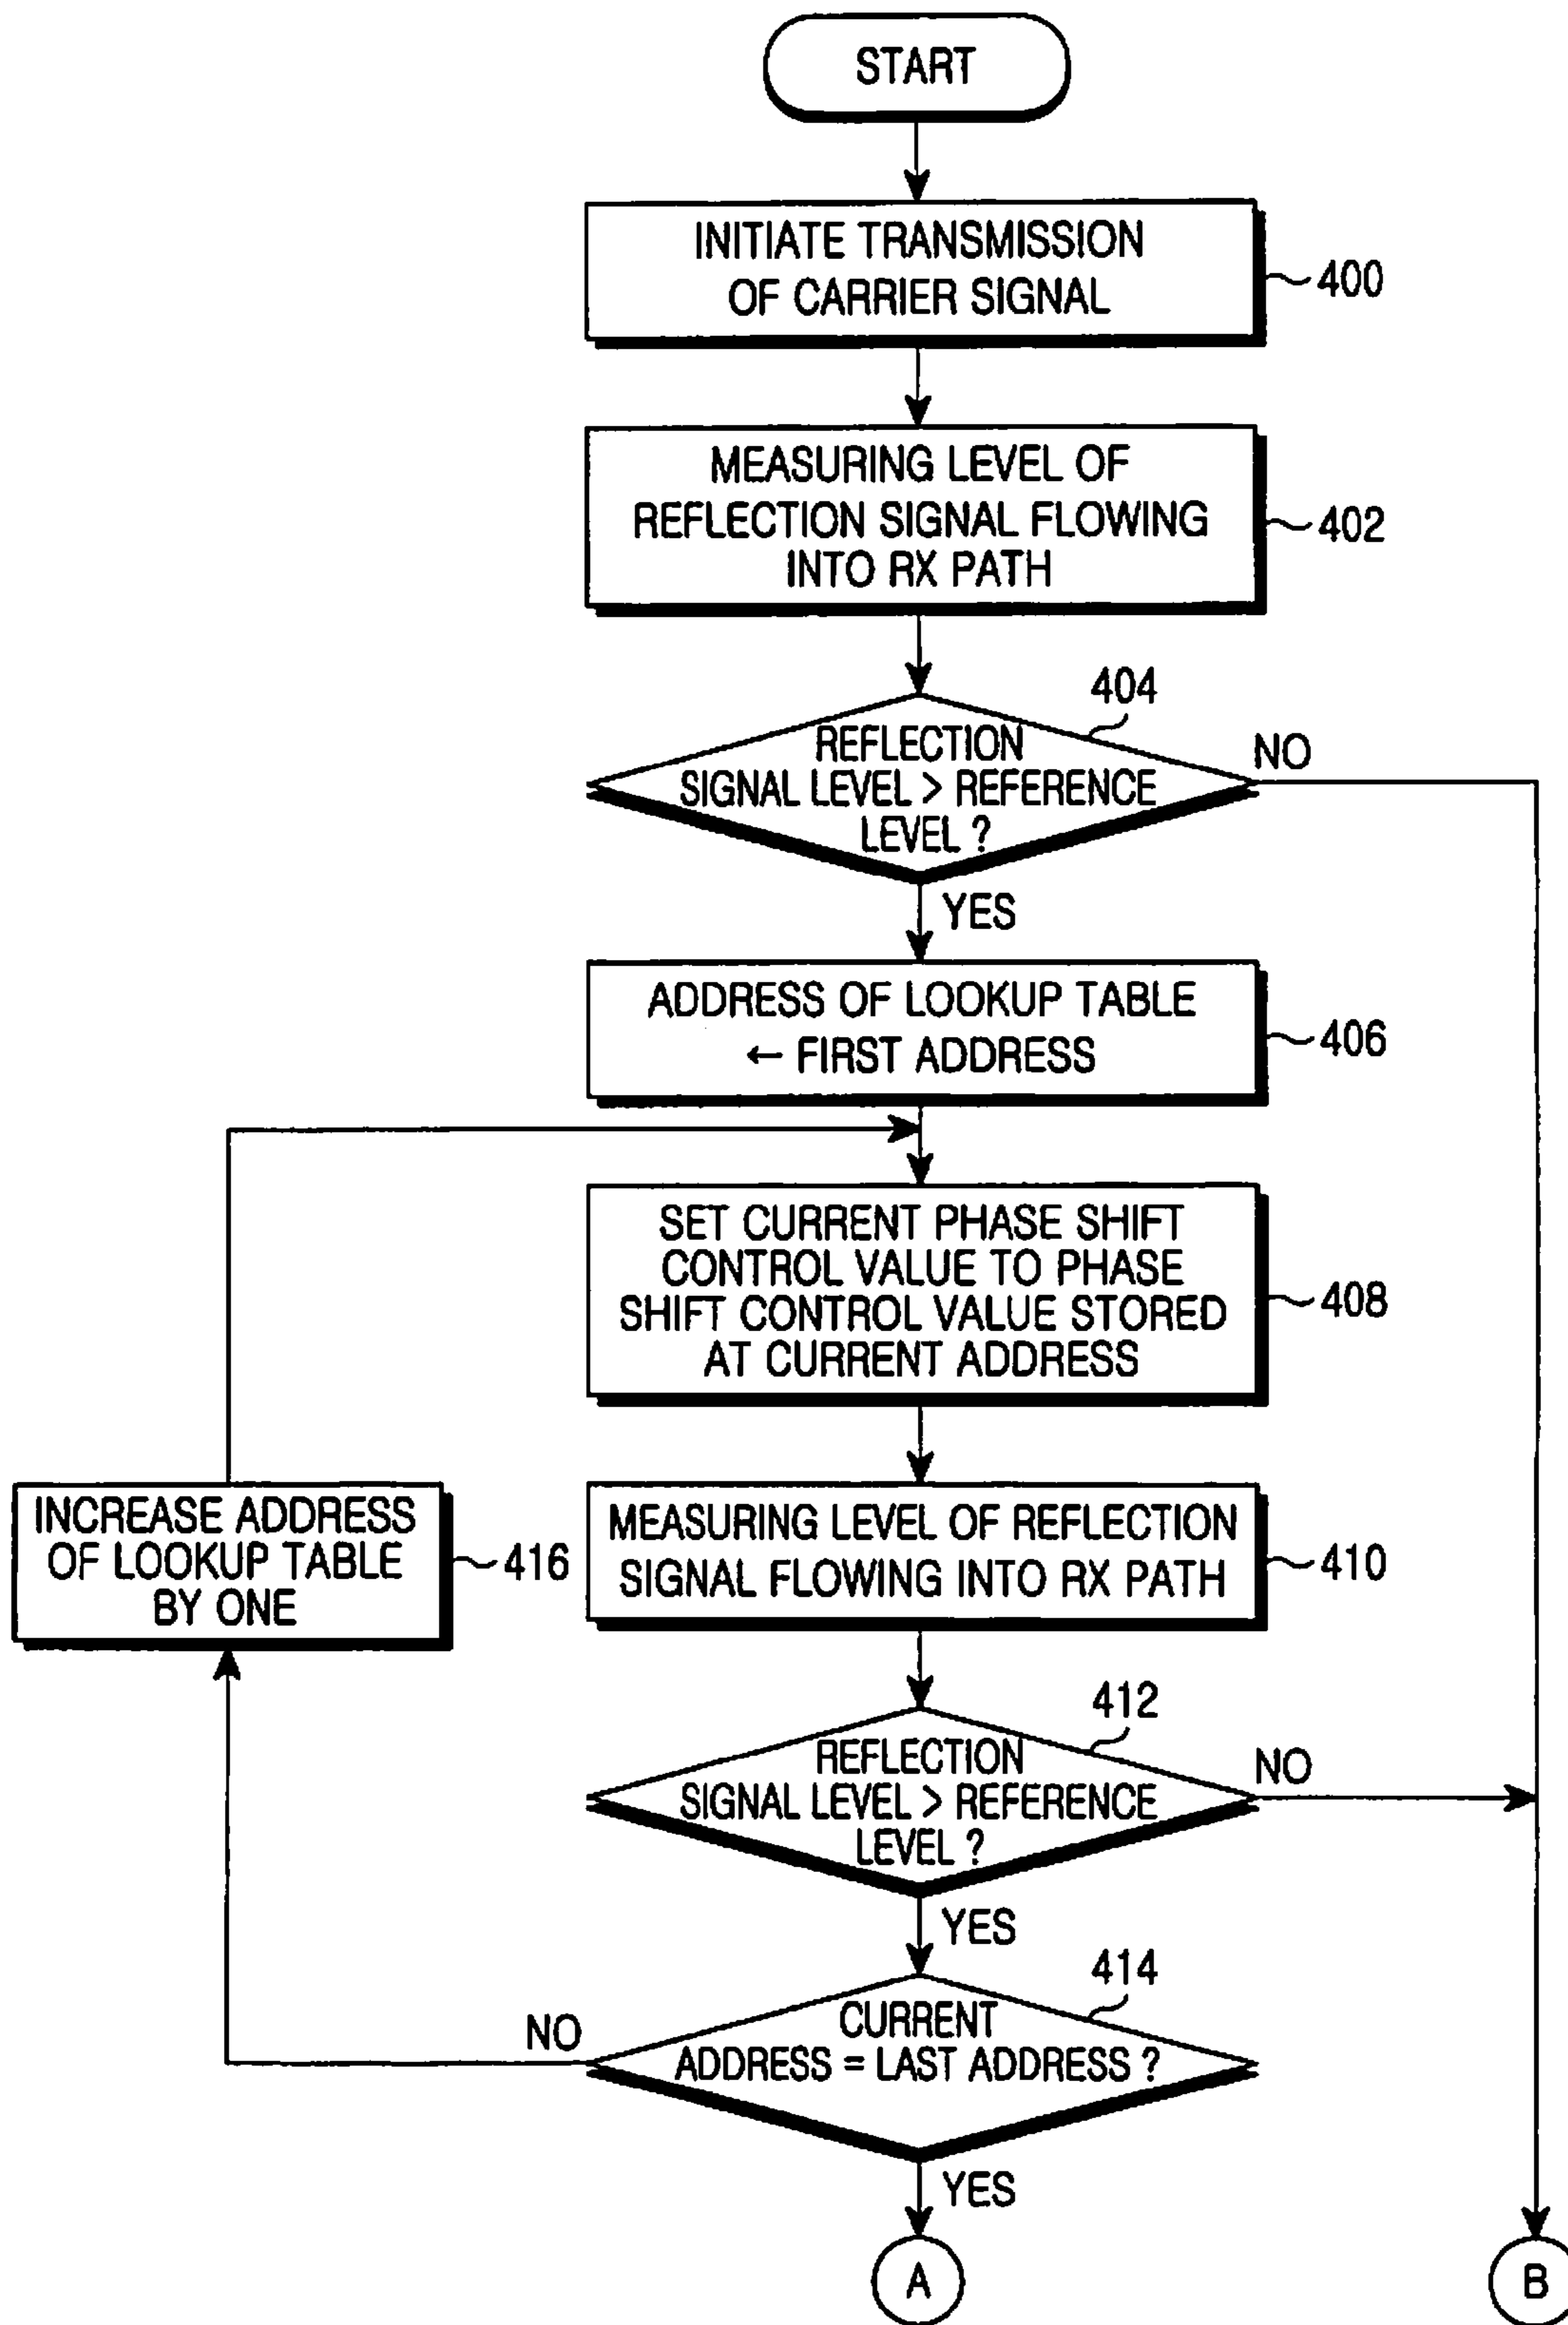 START
INITIATE TRANSMISSION
OF CARRIER SIGNAL
400
MEASURING LEVEL OF
REFLECTION SIGNAL FLOWING
INTO RX PATH
402
404
REFLECTION
SIGNAL LEVEL > REFERENCE
LEVEL ?
NO
YES
ADDRESS OF LOOKUP TABLE
← FIRST ADDRESS
406
SET CURRENT PHASE SHIFT
CONTROL VALUE TO PHASE
SHIFT CONTROL VALUE STORED
AT CURRENT ADDRESS
408
INCREASE ADDRESS
OF LOOKUP TABLE
BY ONE
416
MEASURING LEVEL OF REFLECTION
SIGNAL FLOWING INTO RX PATH
410
412
REFLECTION
SIGNAL LEVEL > REFERENCE
LEVEL ?
NO
YES
414
CURRENT
ADDRESS = LAST ADDRESS ?
NO
YES
A
B